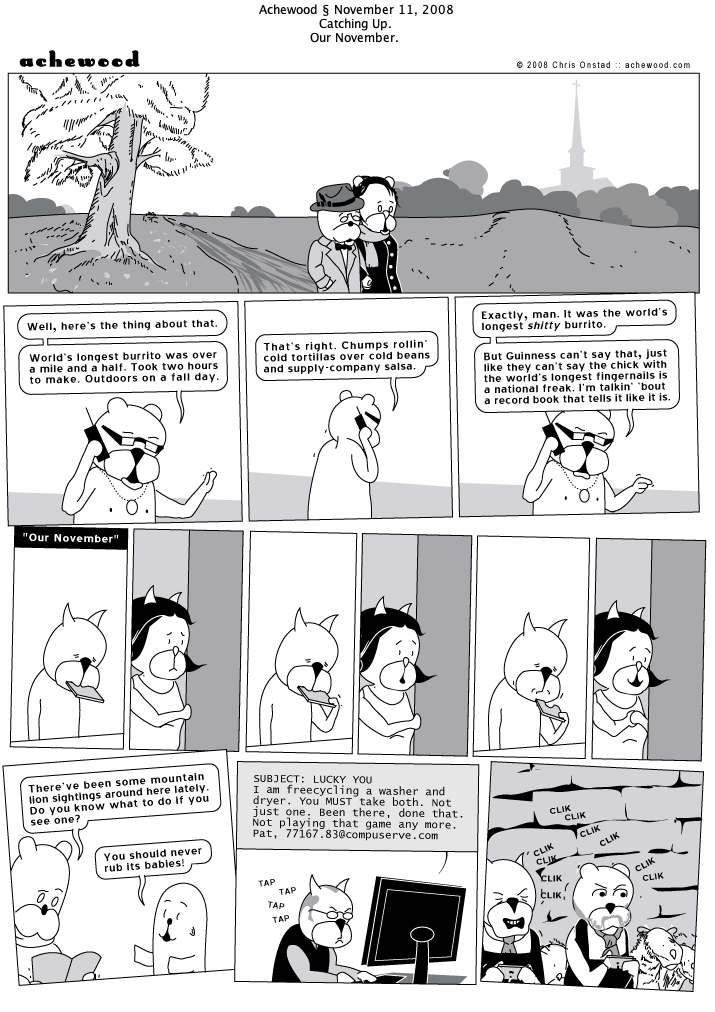 Achewood § November 11, 2008
Catching Up.
Our November.
achewood
© 2008 Chris Onstad :: achewood.com
Well, here's the thing about that.
World's longest burrito was over
a mile and a half. Took two hours
to make. Outdoors on a fall day.
That's right. Chumps rollin'
cold tortillas over cold beans
and supply-company salsa.
Exactly, man. It was the world's
longest shitty burrito.
But Guinness can't say that, just
like they can't say the chick with
the world's longest fingernails is
a national freak. I'm talkin' 'bout
a record book that tells it like it is.
"Our November"
There've been some mountain
lion sightings around here lately.
Do you know what to do if you
see one?
You should never
rub its babies!
SUBJECT: LUCKY YOU
I am freecycling a washer and
dryer. You MUST take both. Not
just one. Been there, done that.
Not playing that game any more.
Pat, 77167.83@compuserve.com
TAP
TAP
TAP
TAP
CLIK
CLIK
CLIK
CLIK
CLIK
CLIK
CLIK
CLIK
CLIK